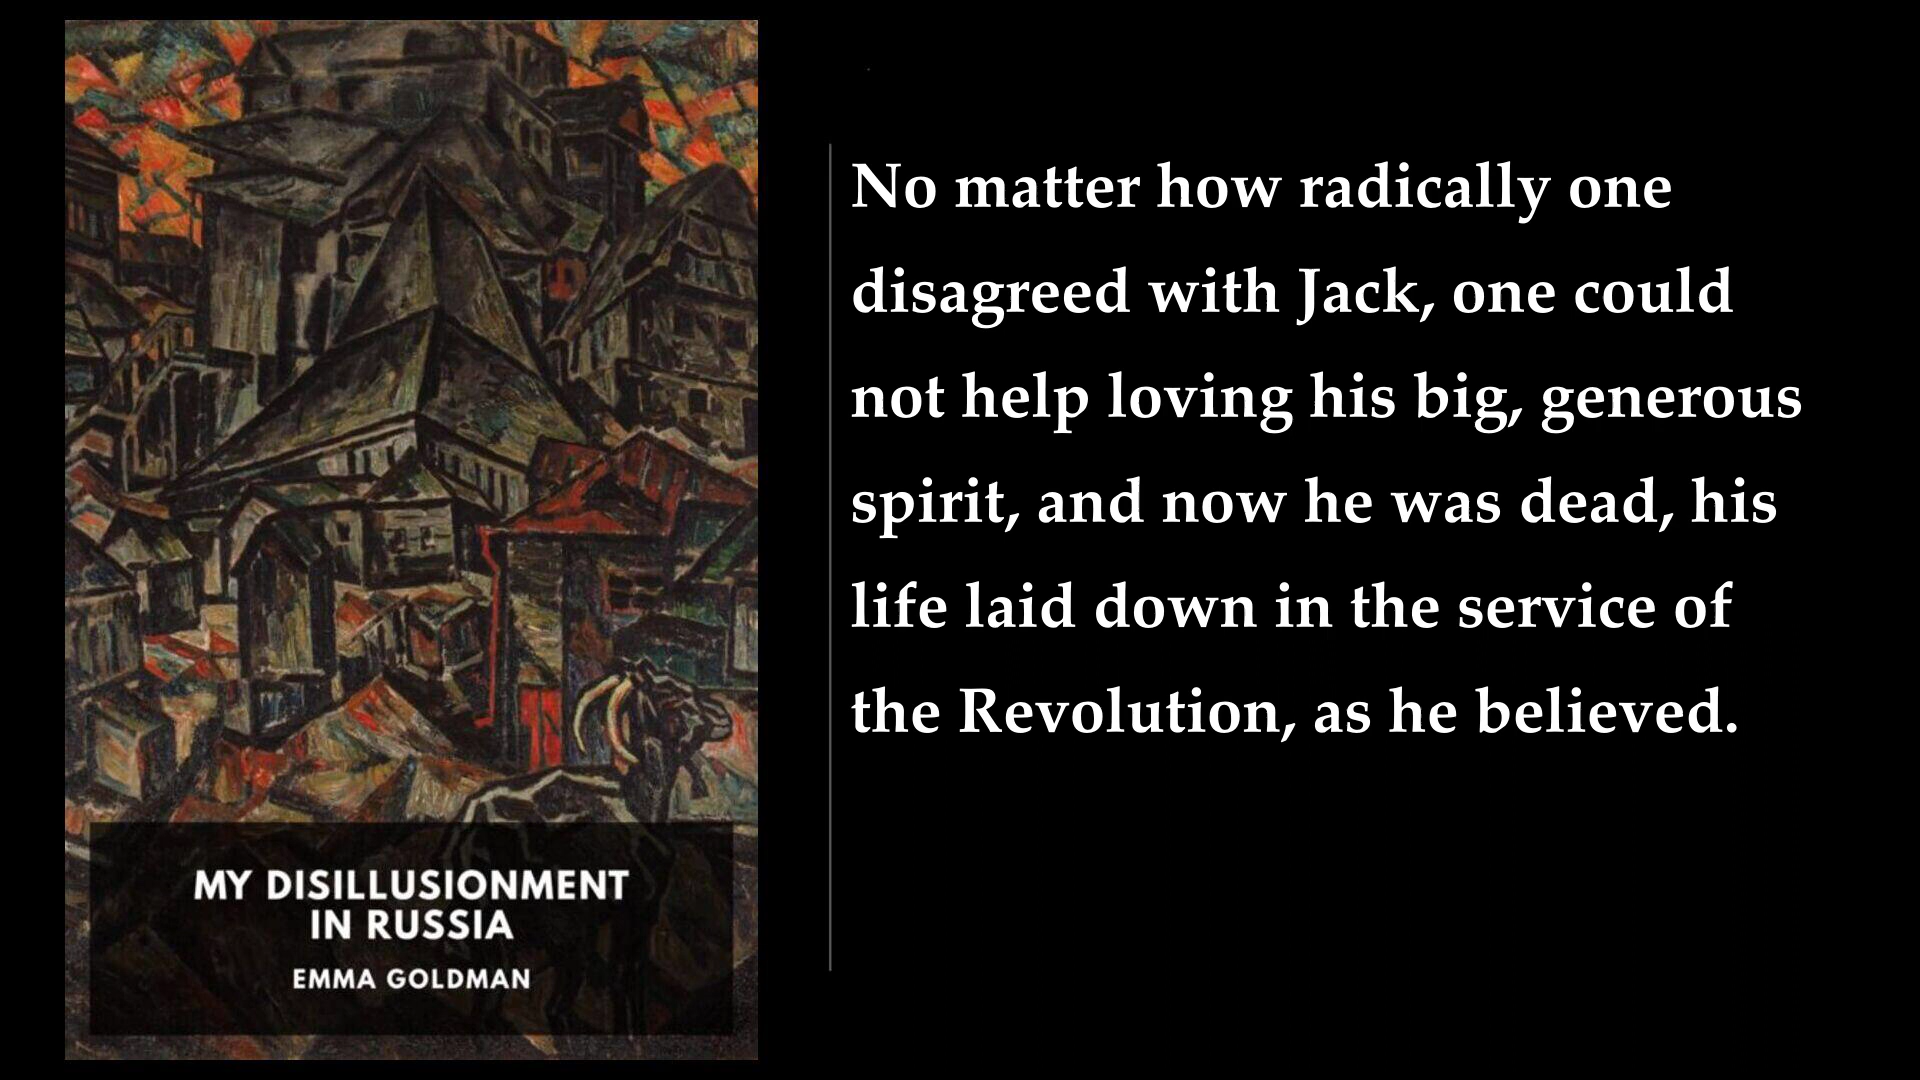 MY DISILLUSIONMENT
IN RUSSIA
EMMA GOLDMAN
No matter how radically one
disagreed with Jack, one could
not help loving his big, generous
spirit, and now he was dead, his
life laid down in the service of
the Revolution, as he believed.